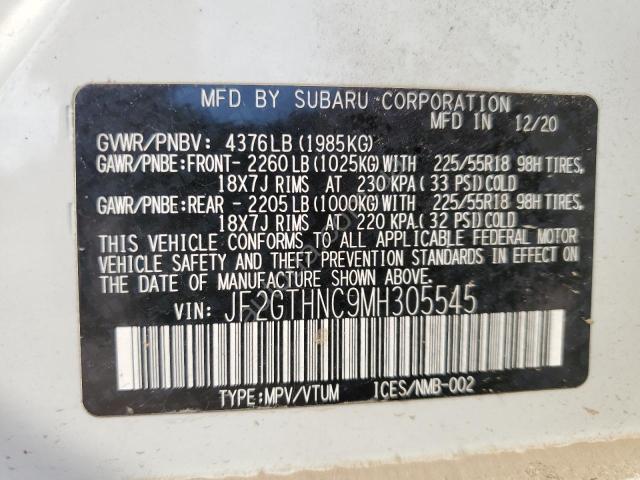 MFD BY SUBARU CORPORATION
MFD IN 12/20
GVWR/PNBV: 4376LB (1985KG)
GAWR/PNBE:FRONT- 2260LB (1025KG) WITH 225/55R18 98H TIRES,
18X7J RIMS AT 230 KPA ( 33 PSI) COLD
GAWR/PNBE:REAR - 2205LB (1000KG) WITH 225/55R18 98H TIRES,
18X7J RIMS AT 220 KPA ( 32 PSI) COLD
THIS VEHICLE CONFORMS TO ALL APPLICABLE FEDERAL MOTOR
VEHICLE SAFETY AND THEFT PREVENTION STANDARDS IN EFFECT ON
THE DATE OF MANUFACTURE SHOWN ABOVE.
VIN: JF2GTHNC9MH305545
TYPE:MPV/VTUM ICES/NMB-002